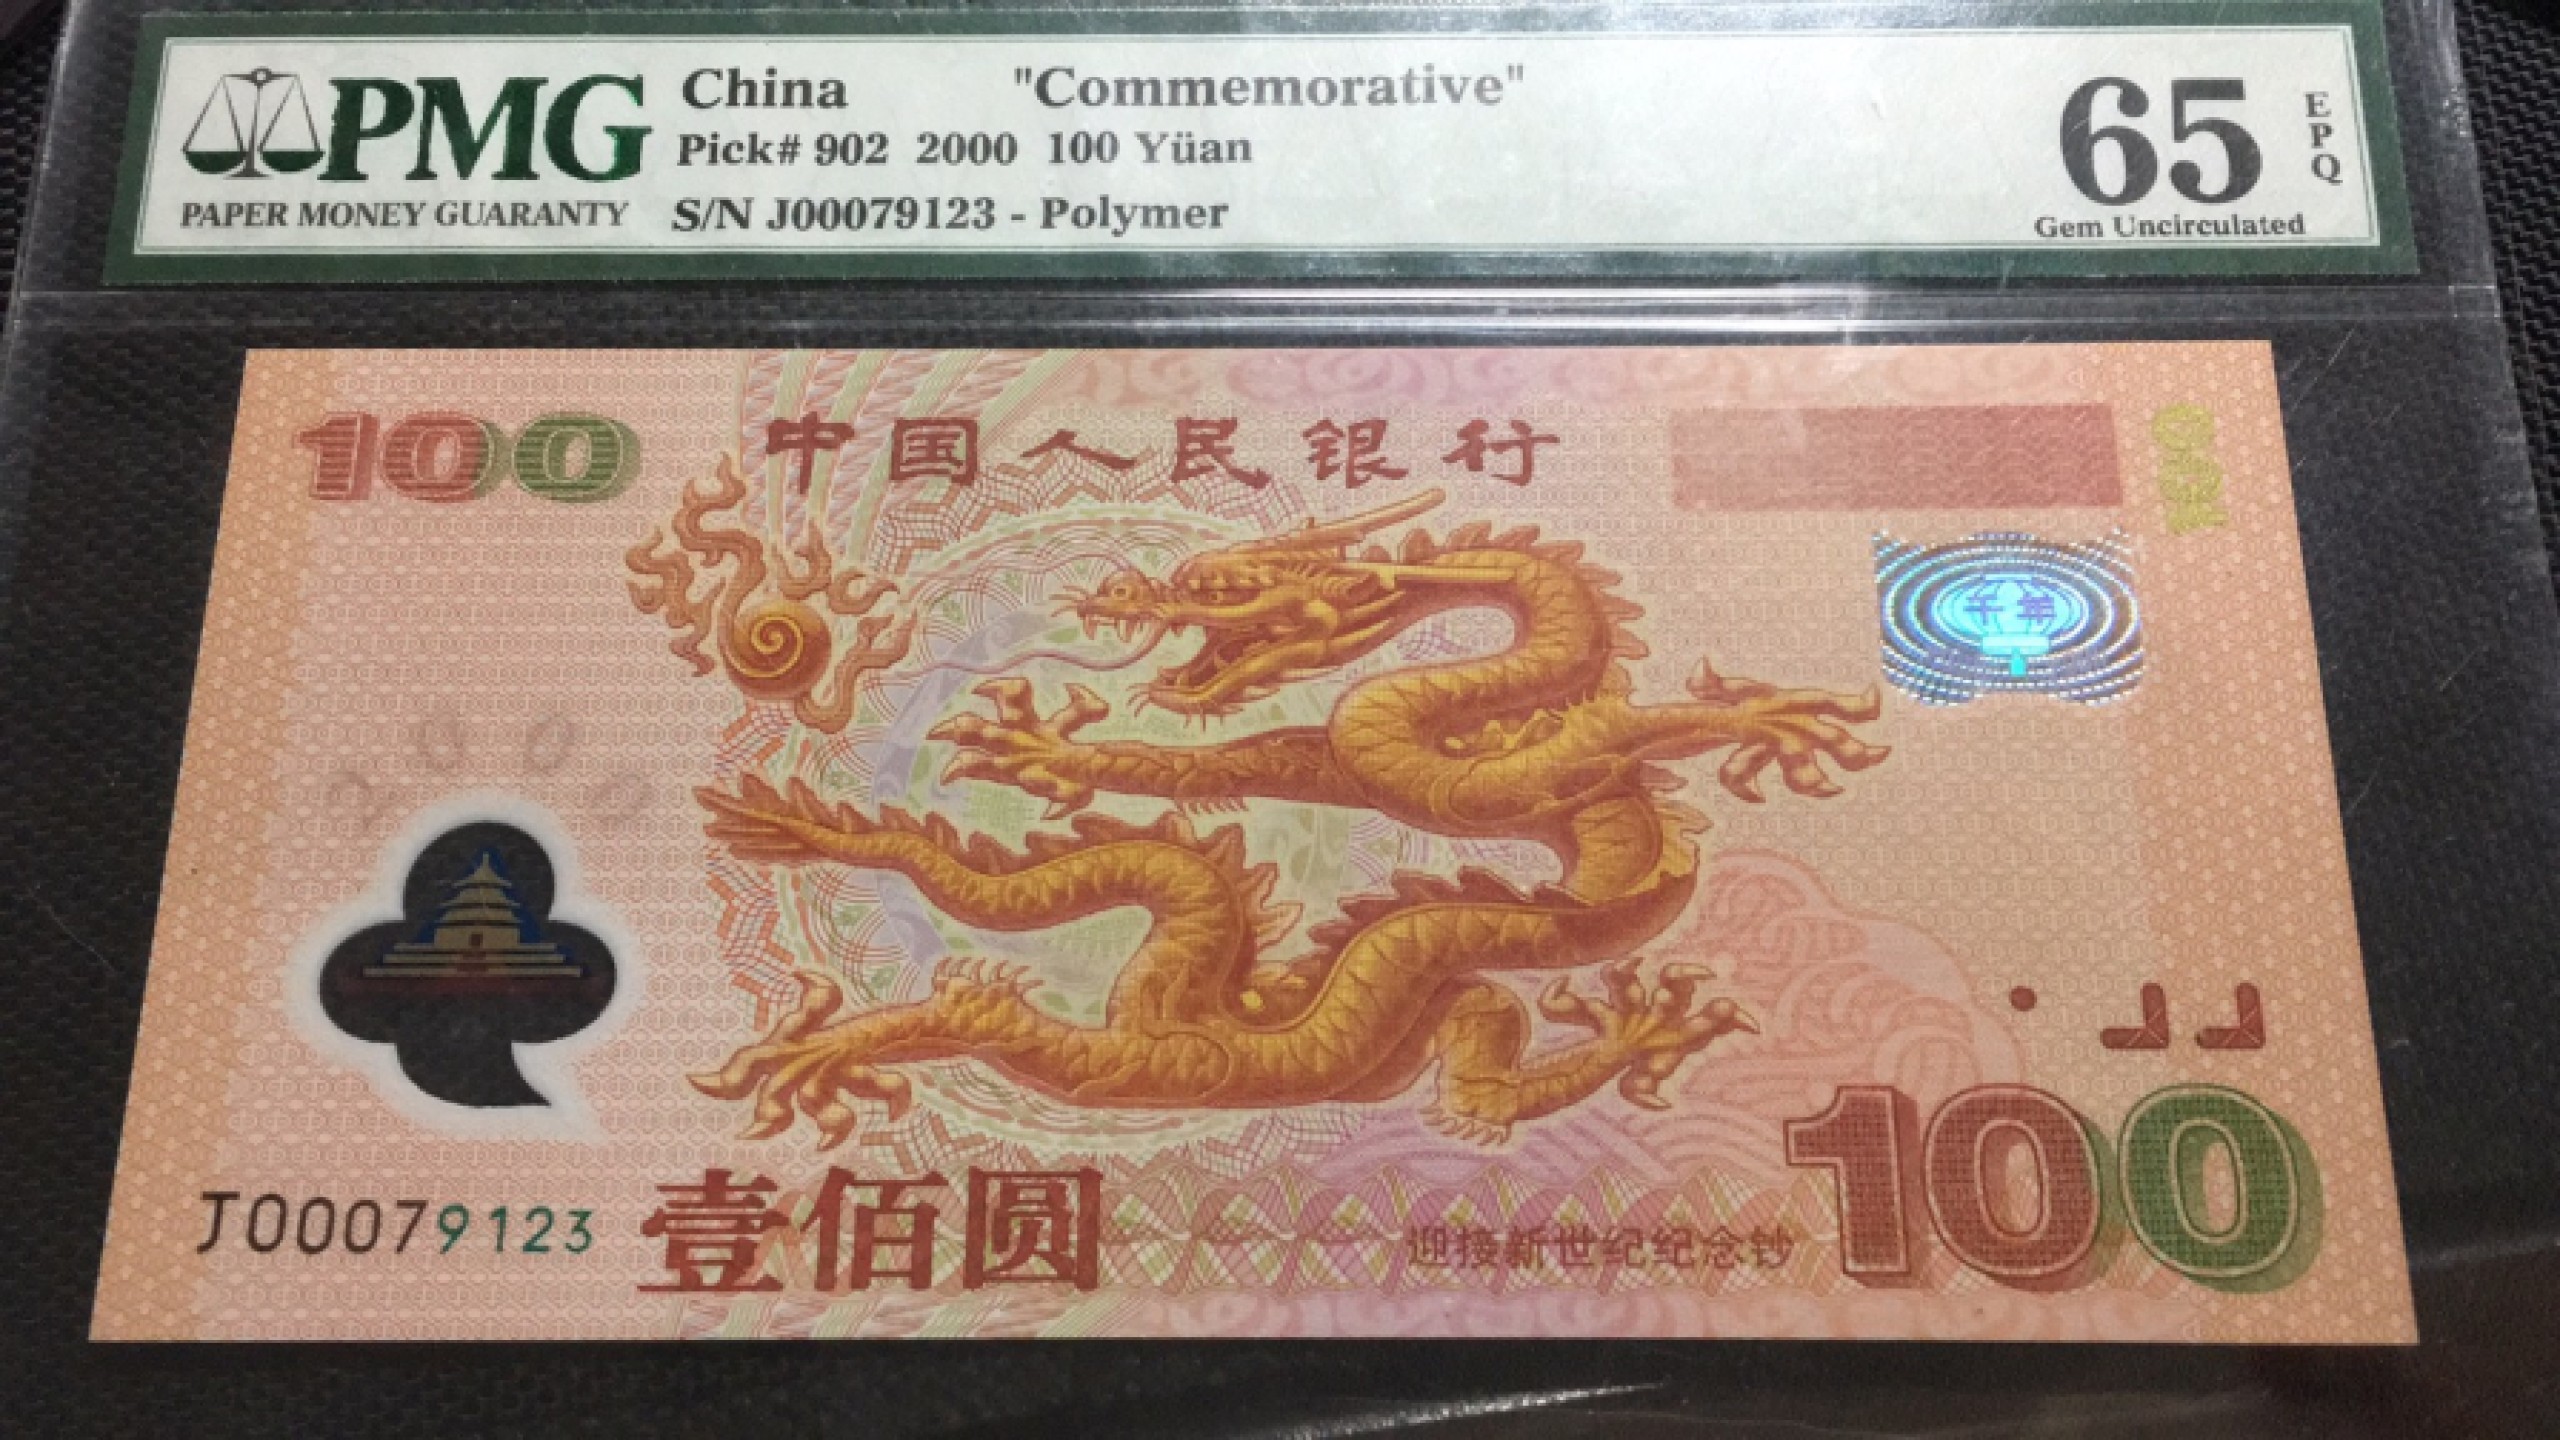 PMG
PAPER MONEY GUARANTY
China "Commemorative"
Pick# 902 2000 100 Yüan
S/N J00079123 - Polymer
65
EPQ
Gem Uncirculated
100
中国人民银行
100
千年
2000
J00079123
壹佰圆
迎接新世纪纪念钞
100